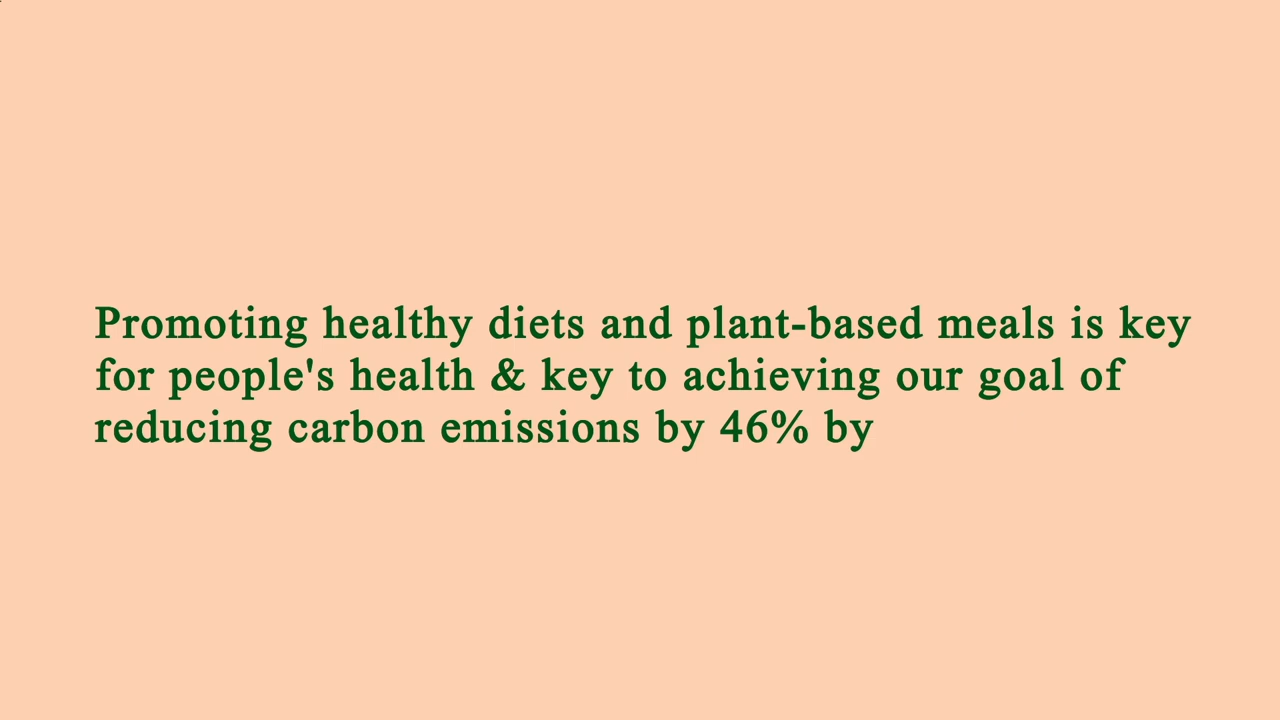 Promoting healthy diets and plant-based meals is key
for people's health & key to achieving our goal of
reducing carbon emissions by 46% by